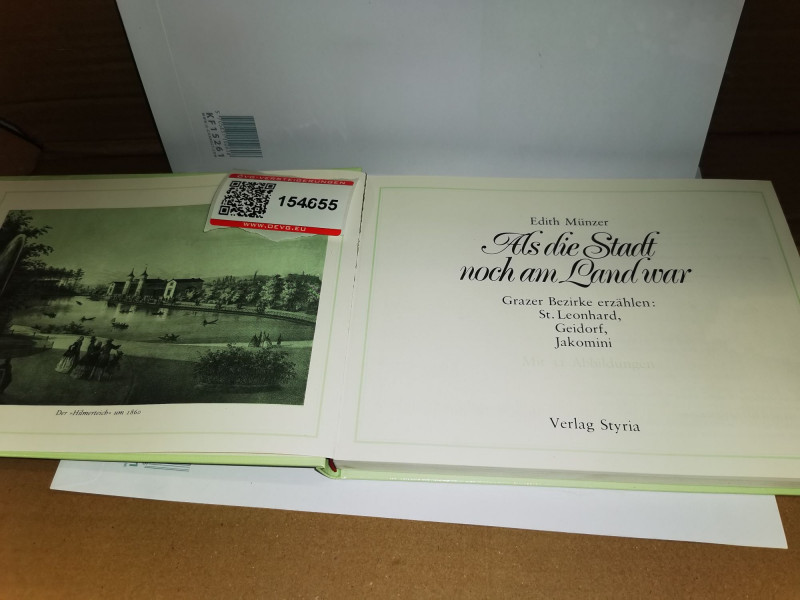 KF15261
154655
WWW.DEVG.EU
Der »Hilmerteich« um 1860
Edith Münzer
Als die Stadt
noch am Land war
Grazer Bezirke erzählen:
St. Leonhard,
Geidorf,
Jakomini
Verlag Styria